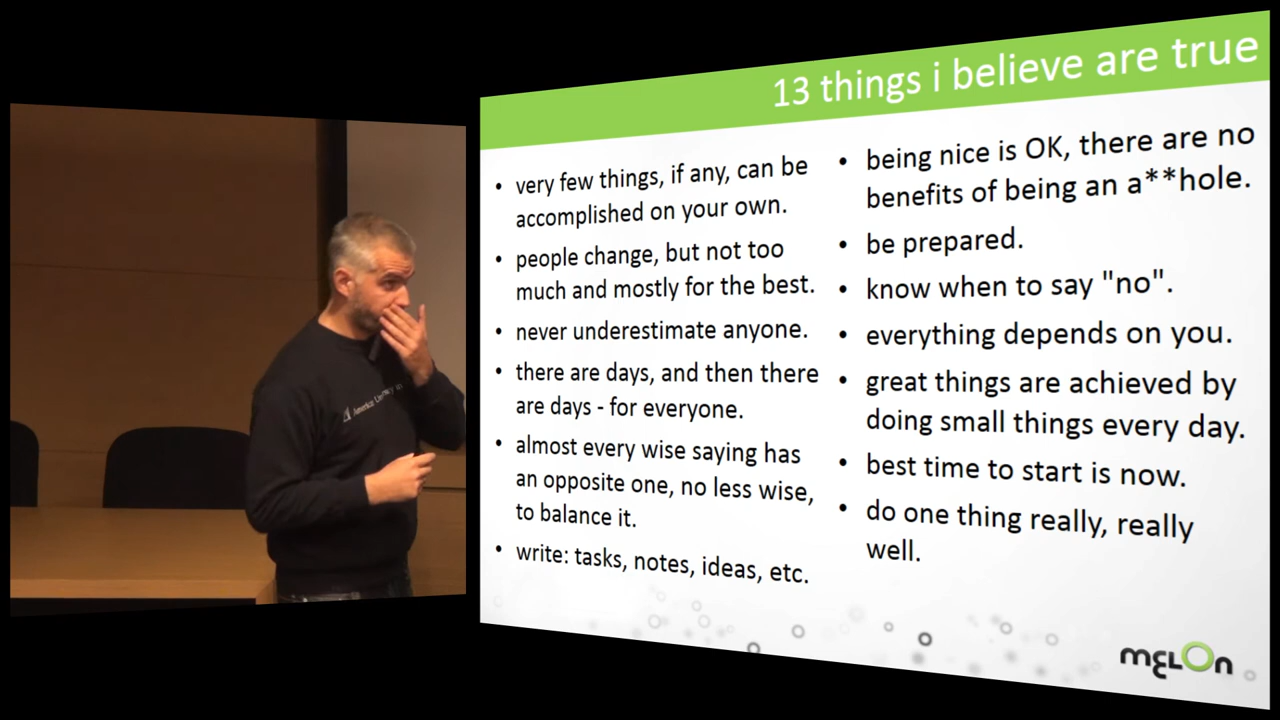 13 things i believe are true
• very few things, if any, can be
accomplished on your own.
• people change, but not too
much and mostly for the best.
• never underestimate anyone.
• there are days, and then there
are days - for everyone.
• almost every wise saying has
an opposite one, no less wise,
to balance it.
• write: tasks, notes, ideas, etc.
• being nice is OK, there are no
benefits of being an a**hole.
• be prepared.
• know when to say "no".
• everything depends on you.
• great things are achieved by
doing small things every day.
• best time to start is now.
• do one thing really, really
well.
mɛLOn
America